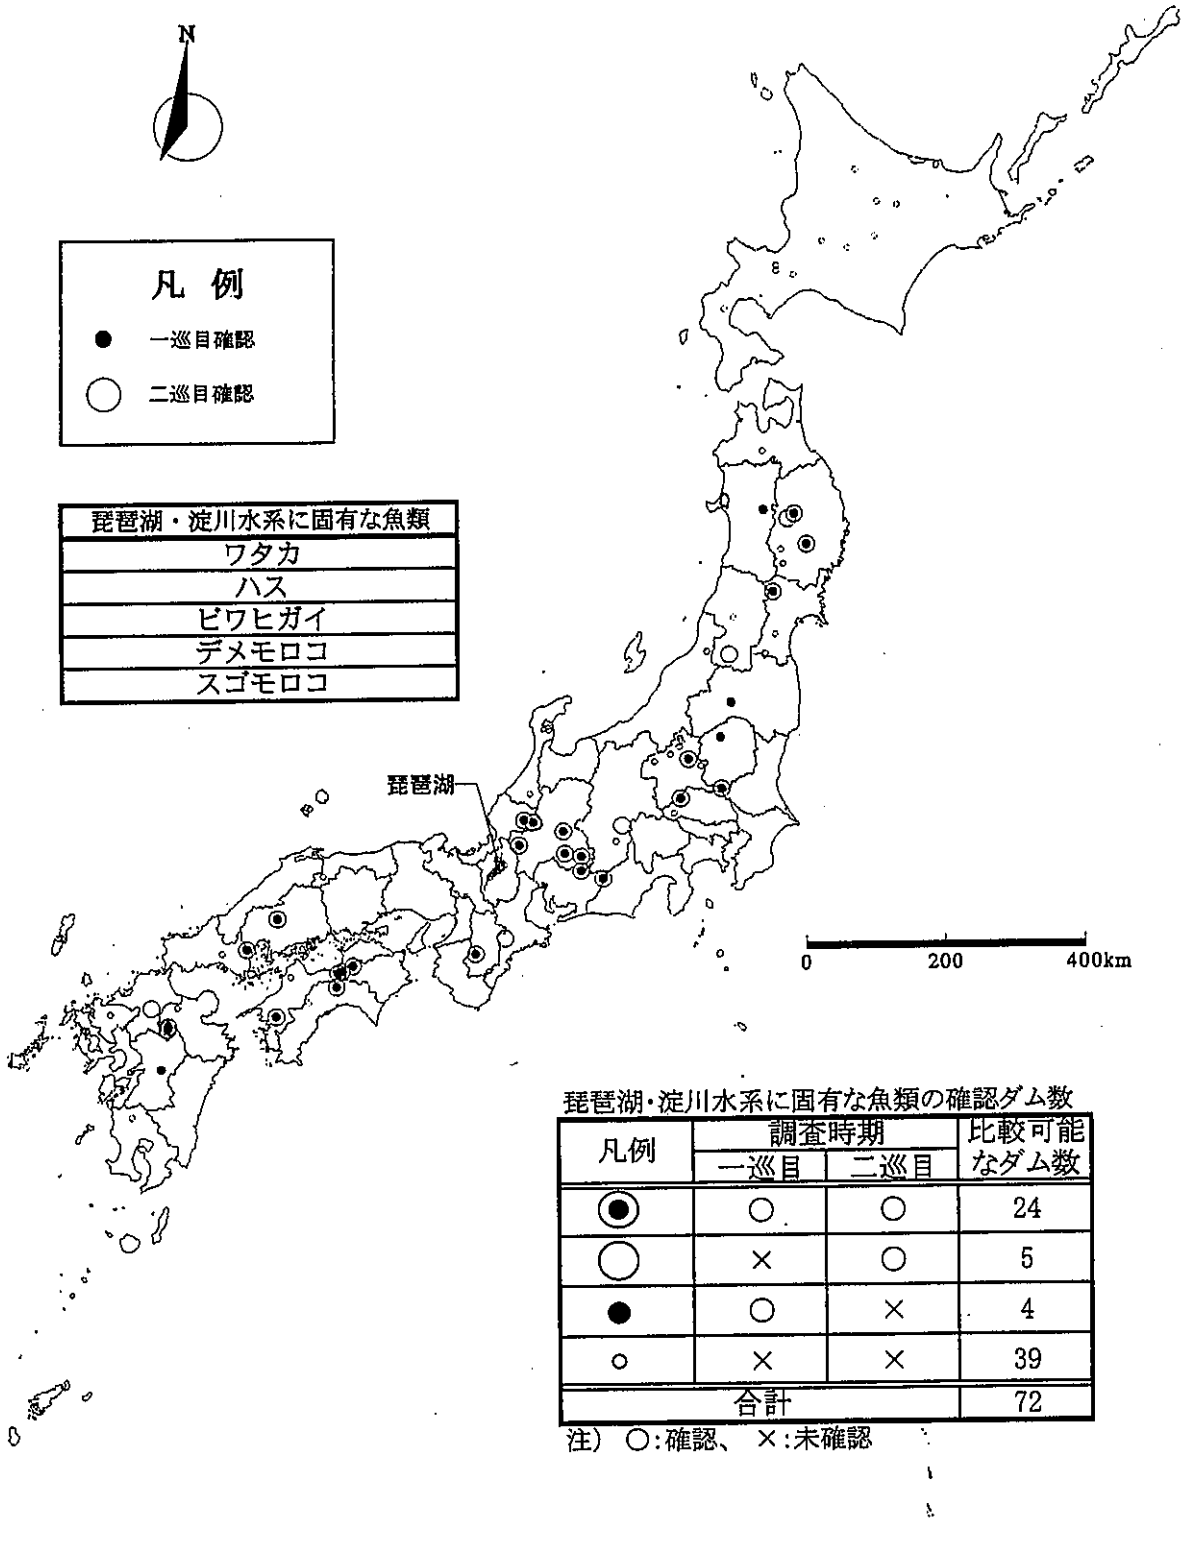 N
凡 例
一巡目確認
二巡目確認
琵琶湖・淀川水系に固有な魚類
ワタカ
ハス
ビワヒガイ
デメモロコ
スゴモロコ
琵琶湖
0 200 400km
琵琶湖・淀川水系に固有な魚類の確認ダム数
凡例 調査時期 比較可能なダム数
一巡目 二巡目
○ ○ 24
× ○ 5
○ × 4
× × 39
合計 72
注) ○:確認、 ×:未確認